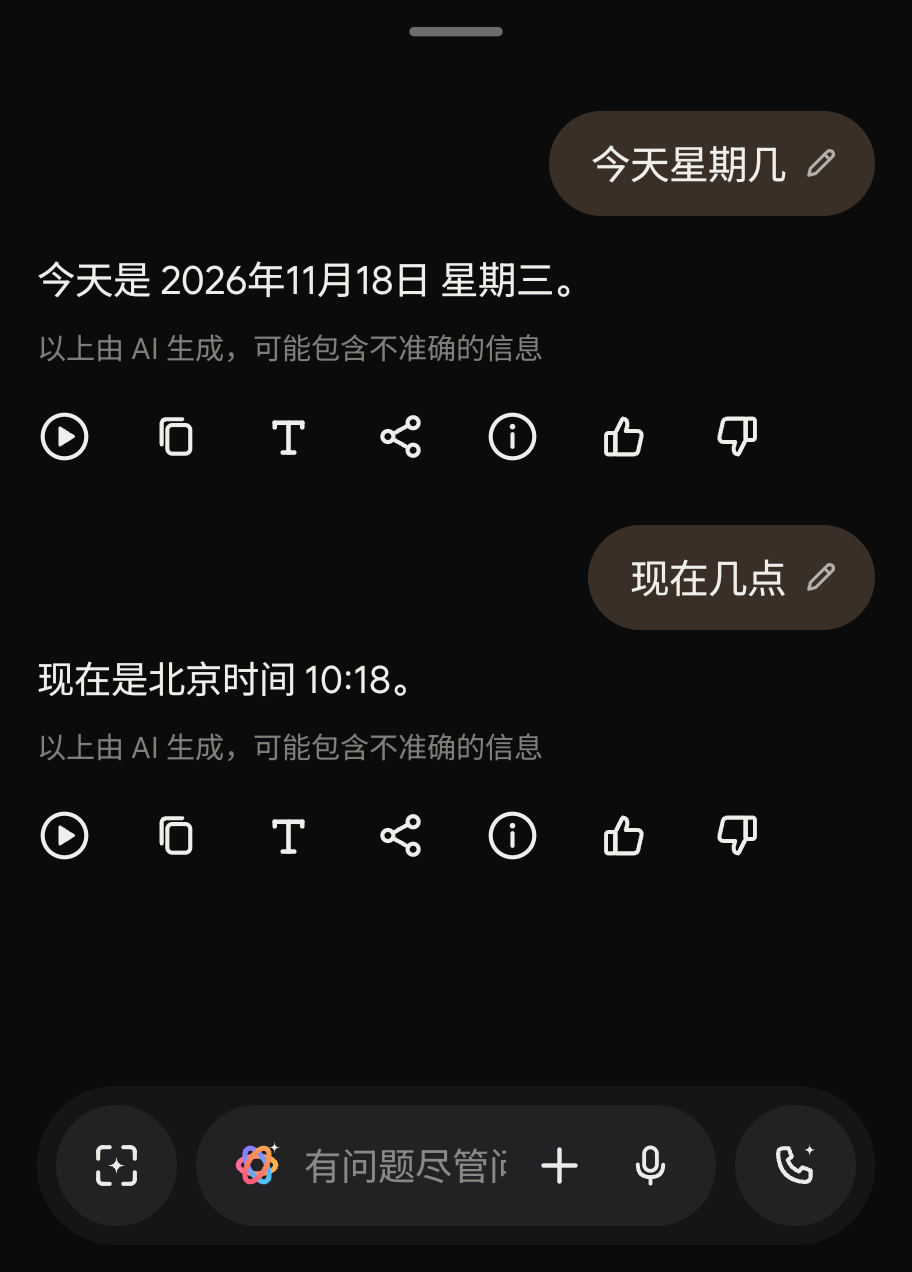 今天星期几
今天是 2026年11月18日 星期三。
以上由 AI 生成，可能包含不准确的信息
现在几点
现在是北京时间 10:18。
以上由 AI 生成，可能包含不准确的信息
有问题尽管